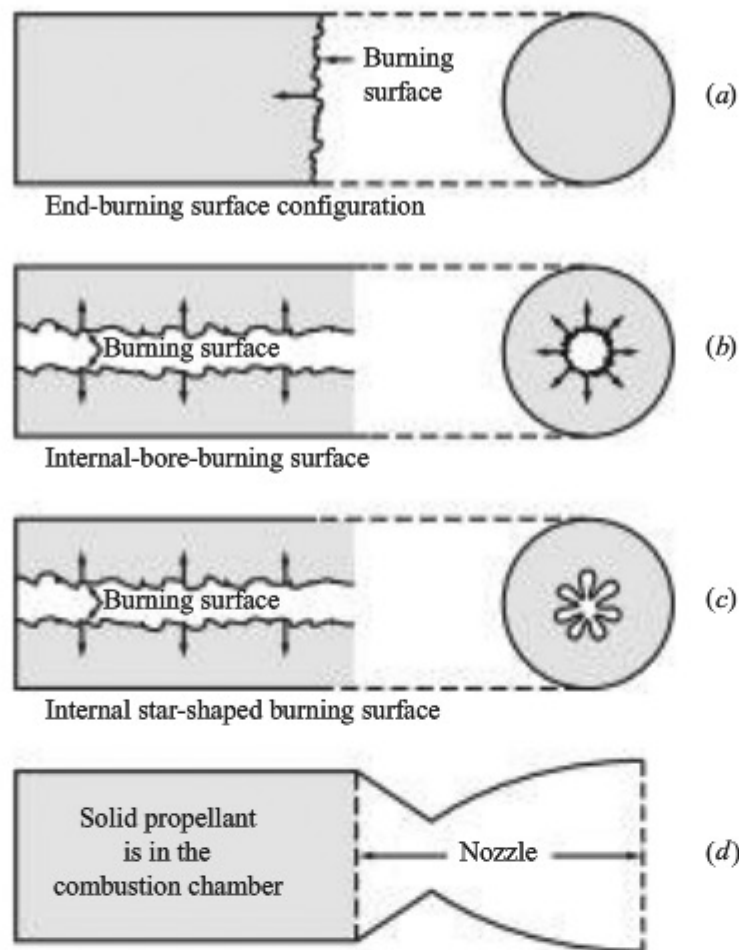 Burning
surface
(a)
End-burning surface configuration
Burning surface
(b)
Internal-bore-burning surface
Burning surface
(c)
Internal star-shaped burning surface
Solid propellant
is in the
combustion chamber
Nozzle
(d)